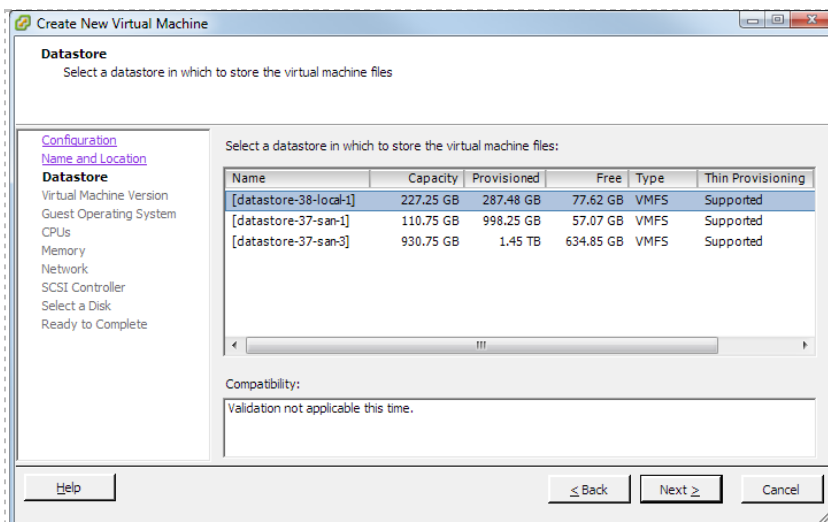 Create New Virtual Machine
Datastore
Select a datastore in which to store the virtual machine files
Configuration
Name and Location
Datastore
Virtual Machine Version
Guest Operating System
CPUs
Memory
Network
SCSI Controller
Select a Disk
Ready to Complete
Select a datastore in which to store the virtual machine files:
Name Capacity Provisioned Free Type Thin Provisioning
[datastore-38-local-1] 227.25 GB 287.48 GB 77.62 GB VMFS Supported
[datastore-37-san-1] 110.75 GB 998.25 GB 57.07 GB VMFS Supported
[datastore-37-san-3] 930.75 GB 1.45 TB 634.85 GB VMFS Supported
Compatibility:
Validation not applicable this time.
Help
< Back Next > Cancel